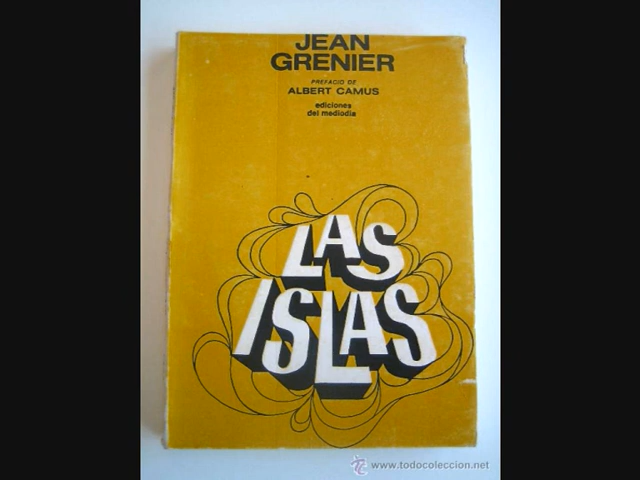 JEAN
GRENIER
PREFACIO DE
ALBERT CAMUS
ediciones
del mediodía
LAS
ISLAS
www.todocoleccion.net